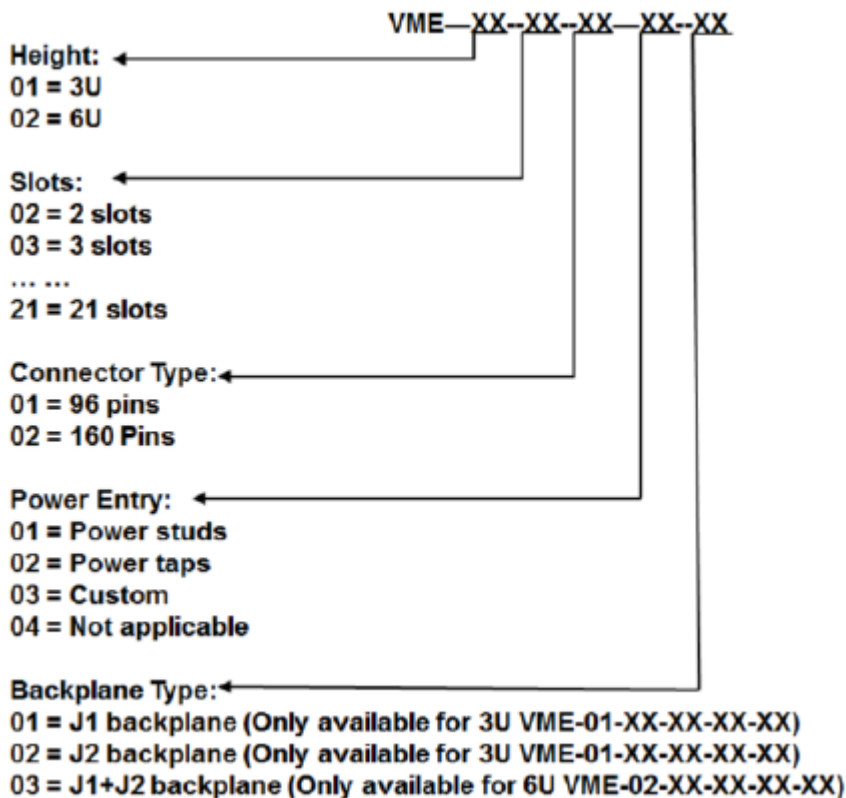 VME—XX--XX--XX—XX--XX
Height:
01 = 3U
02 = 6U
Slots:
02 = 2 slots
03 = 3 slots
... ...
21 = 21 slots
Connector Type:
01 = 96 pins
02 = 160 Pins
Power Entry:
01 = Power studs
02 = Power taps
03 = Custom
04 = Not applicable
Backplane Type:
01 = J1 backplane (Only available for 3U VME-01-XX-XX-XX-XX)
02 = J2 backplane (Only available for 3U VME-01-XX-XX-XX-XX)
03 = J1+J2 backplane (Only available for 6U VME-02-XX-XX-XX-XX)